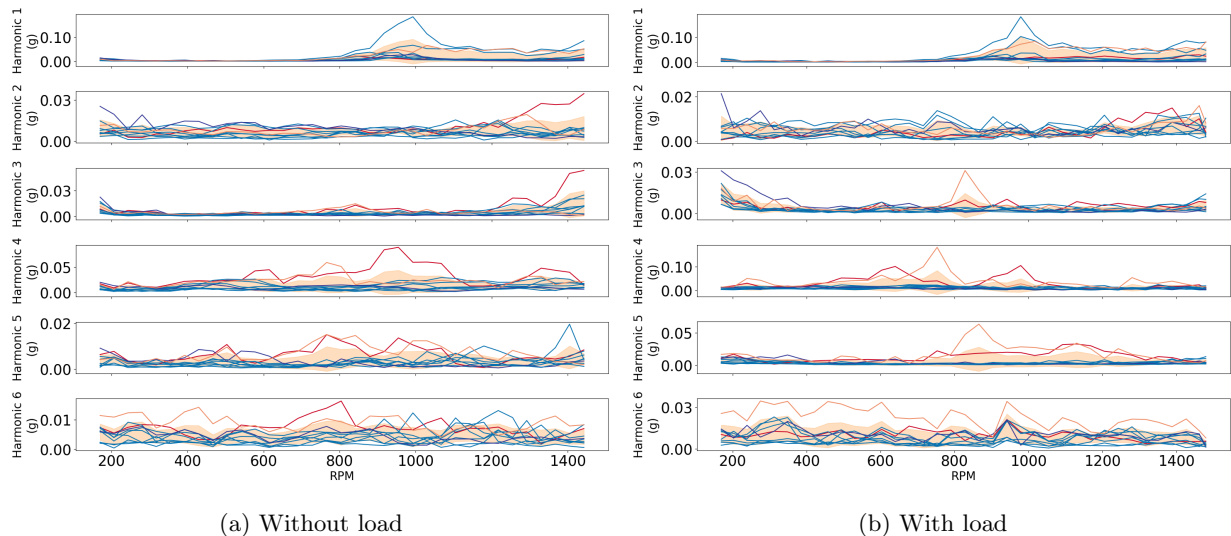 Harmonic 1
(g)
0.10
0.00
Harmonic 2
(g)
0.03
0.00
Harmonic 3
(g)
0.03
0.00
Harmonic 4
(g)
0.05
0.00
Harmonic 5
(g)
0.02
0.00
Harmonic 6
(g)
0.01
0.00
200 400 600 800 1000 1200 1400
RPM
(a) Without load
Harmonic 1
(g)
0.10
0.00
Harmonic 2
(g)
0.02
0.00
Harmonic 3
(g)
0.03
0.00
Harmonic 4
(g)
0.10
0.00
Harmonic 5
(g)
0.05
0.00
Harmonic 6
(g)
0.03
0.00
200 400 600 800 1000 1200 1400
RPM
(b) With load